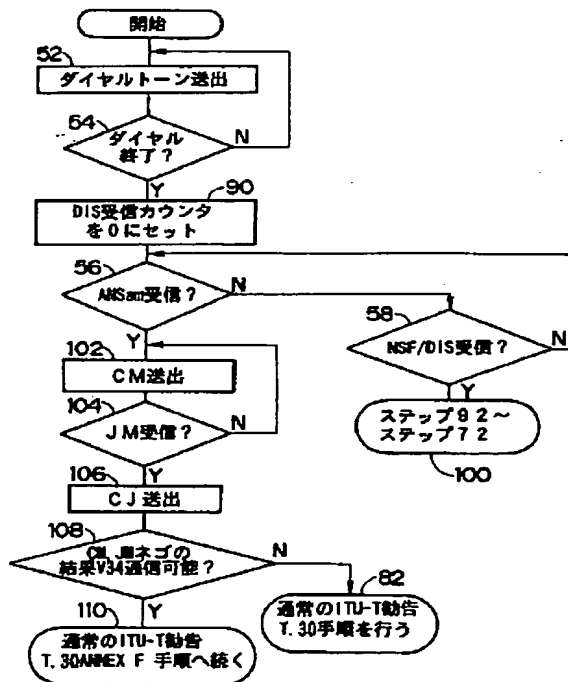 開始
52
ダイヤルトーン送出
54
ダイヤル
終了?
N
Y
90
DIS受信カウンタ
を0にセット
56
ANSam受信?
N
Y
58
NSF/DIS受信?
N
Y
ステップ92～
ステップ72
100
102
CM送出
104
JM受信?
N
Y
106
CJ送出
108
CM,JMネゴの
結果V34通信可能?
N
Y
82
通常のITU-T勧告
T.30手順を行う
110
通常のITU-T勧告
T.30ANNEX F 手順へ続く